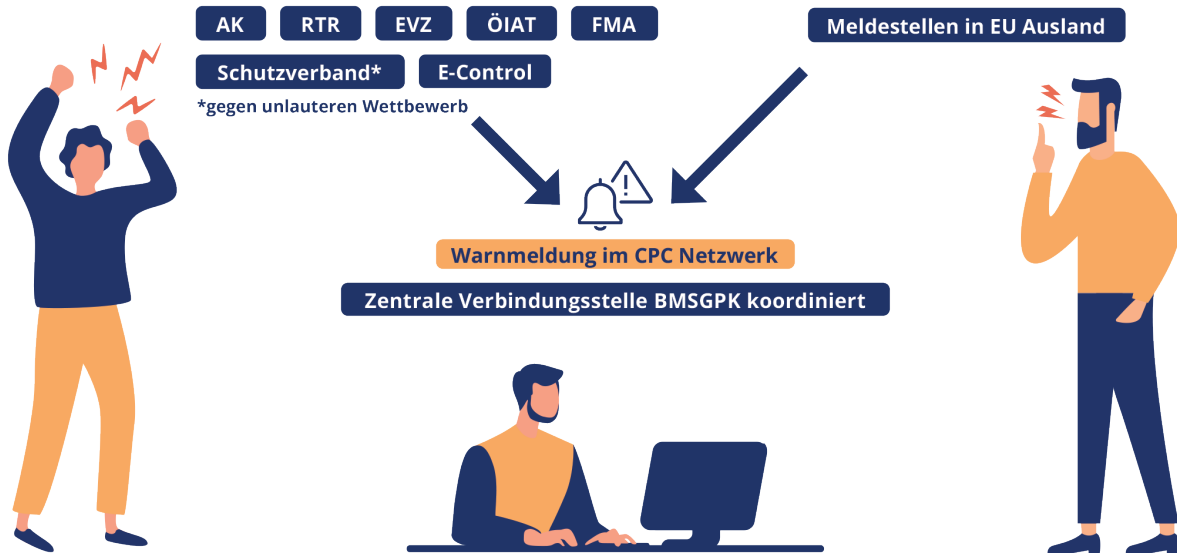 AK RTR EVZ ÖIAT FMA
Meldestellen in EU Ausland
Schutzverband* E-Control
*gegen unlauteren Wettbewerb
Warnmeldung im CPC Netzwerk
Zentrale Verbindungsstelle BMSGPK koordiniert